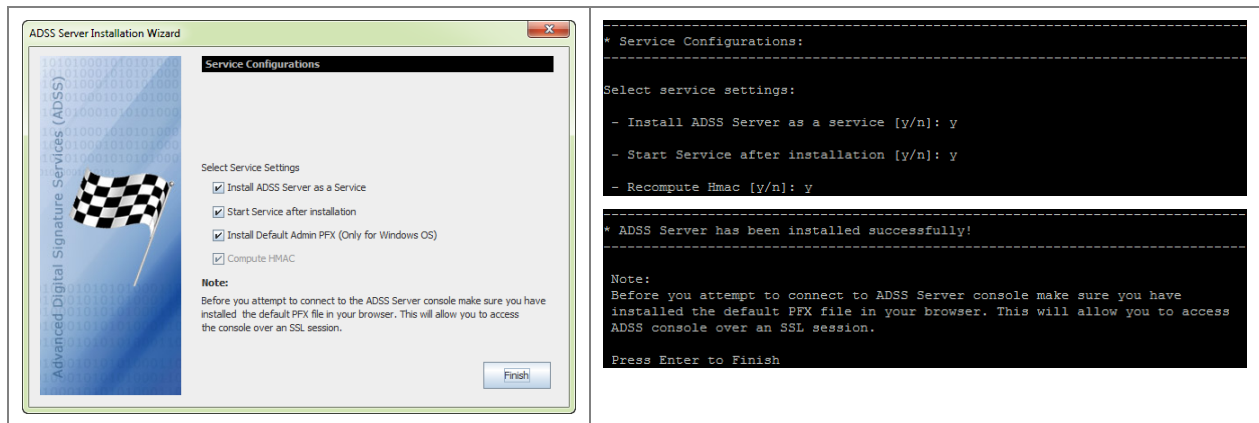 ADSS Server Installation Wizard
Advanced Digital Signature Services (ADSS)
Service Configurations
Select Service Settings
Install ADSS Server as a Service
Start Service after installation
Install Default Admin PFX (Only for Windows OS)
Compute HMAC
Note:
Before you attempt to connect to the ADSS Server console make sure you have
installed the default PFX file in your browser. This will allow you to access
the console over an SSL session.
Finish
* Service Configurations:
Select service settings:
- Install ADSS Server as a service [y/n]: y
- Start Service after installation [y/n]: y
- Recompute Hmac [y/n]: y
* ADSS Server has been installed successfully!
Note:
Before you attempt to connect to ADSS Server console make sure you have
installed the default PFX file in your browser. This will allow you to access
ADSS console over an SSL session.
Press Enter to Finish